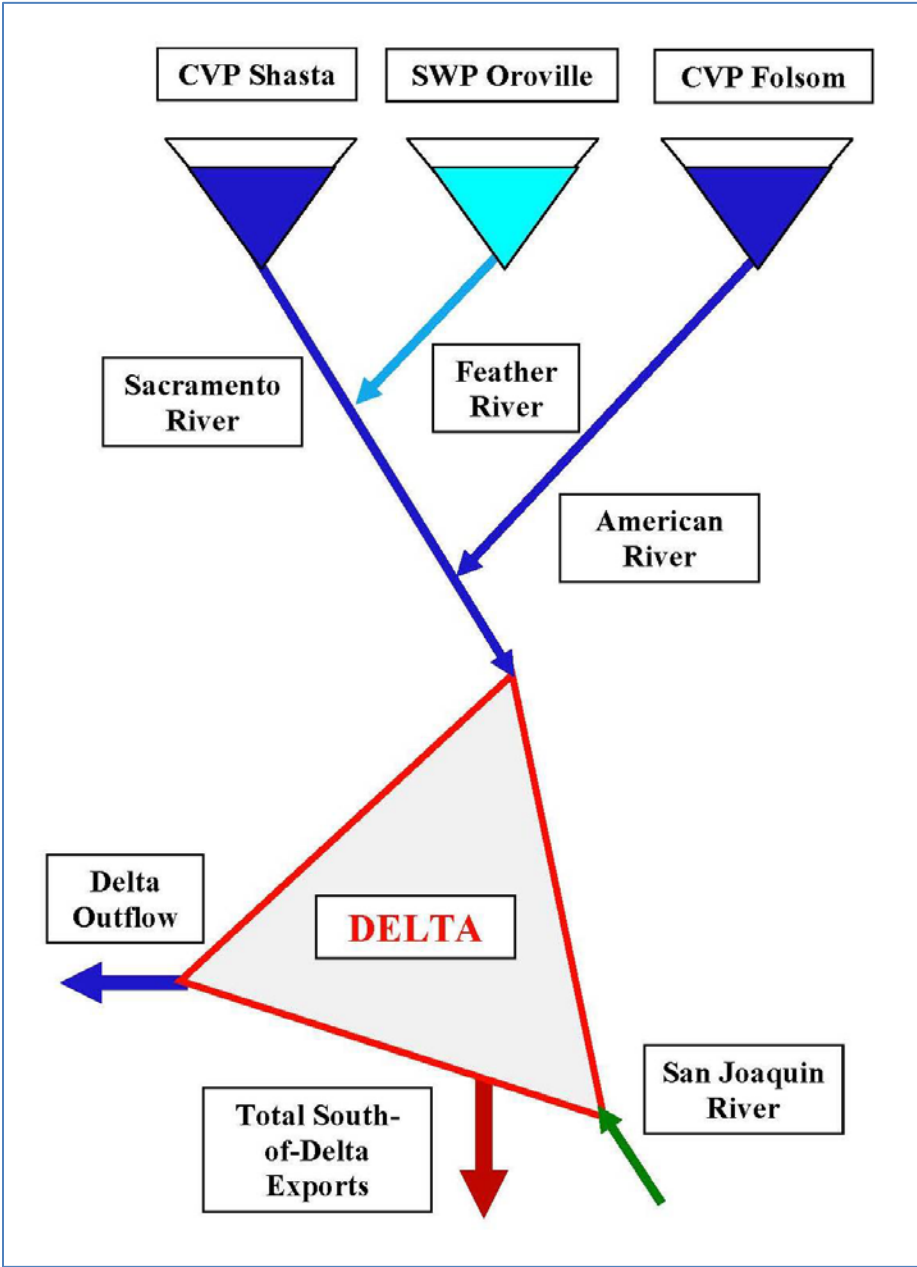 CVP Shasta
SWP Oroville
CVP Folsom
Sacramento
River
Feather
River
American
River
Delta
Outflow
DELTA
San Joaquin
River
Total South-
of-Delta
Exports